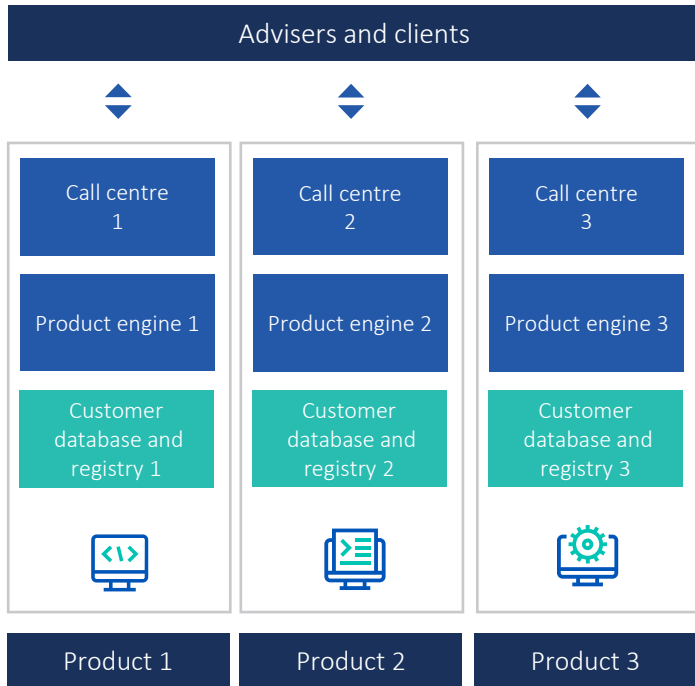 Advisers and clients
Call centre
1
Call centre
2
Call centre
3
Product engine 1
Product engine 2
Product engine 3
Customer
database and
registry 1
Customer
database and
registry 2
Customer
database and
registry 3
Product 1
Product 2
Product 3